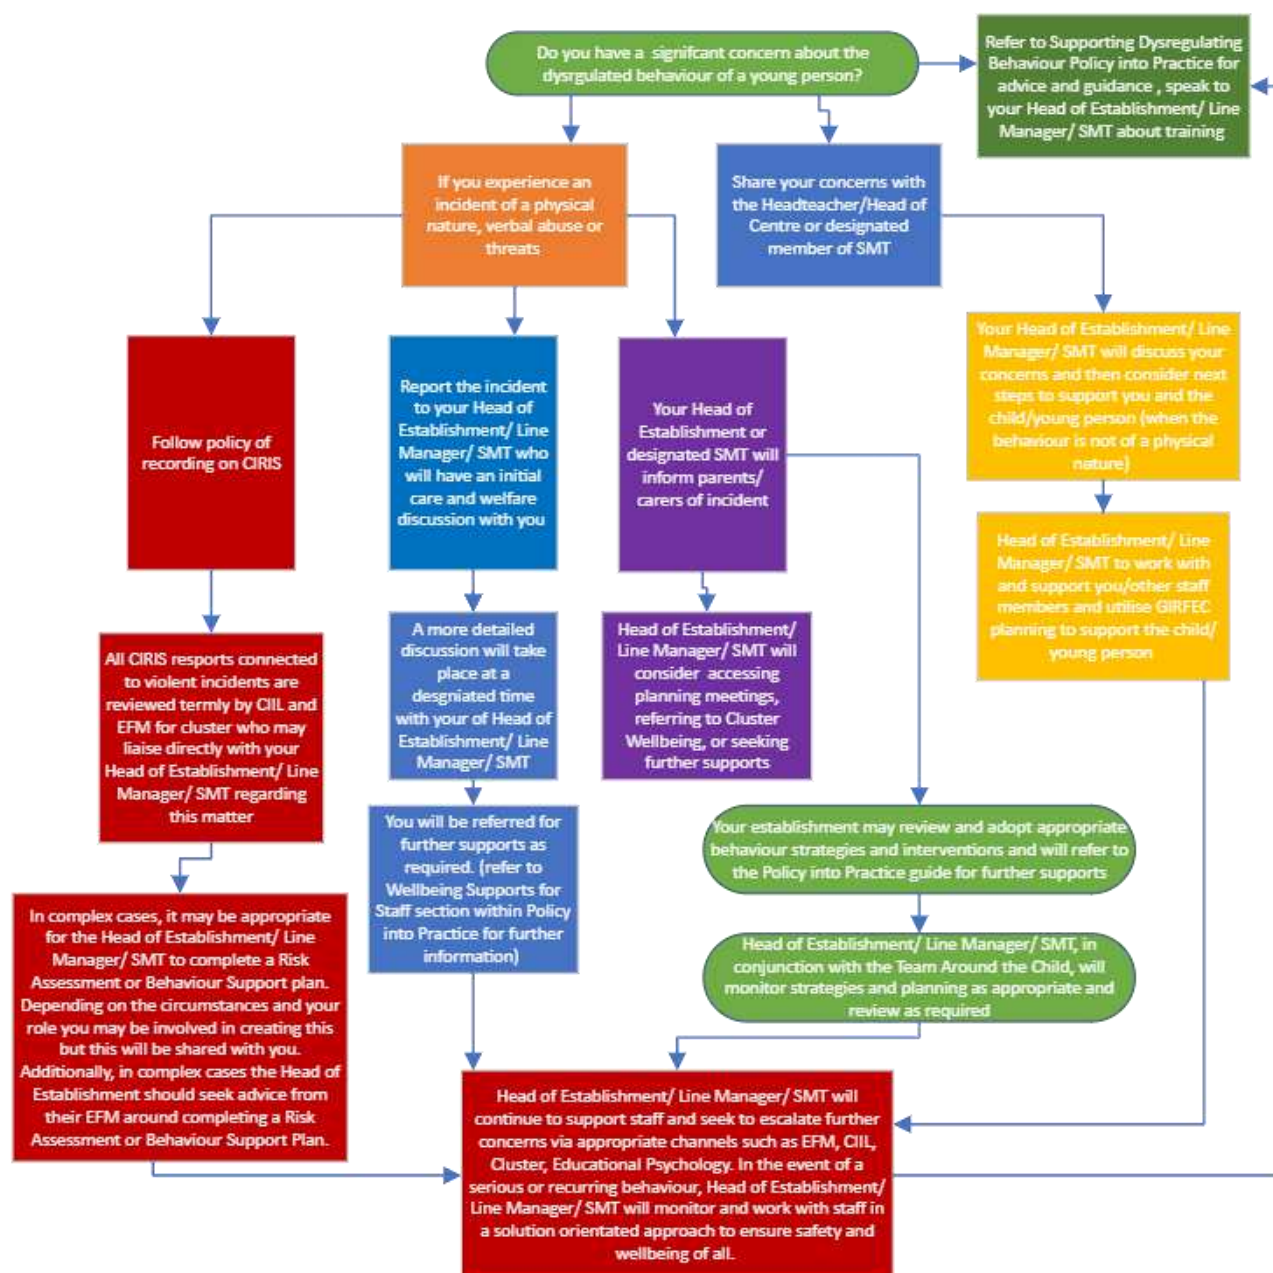 Do you have a signifcant concern about the
dysrgulated behaviour of a young person?
Refer to Supporting Dysregulating
Behaviour Policy into Practice for
advice and guidance , speak to
your Head of Establishment/ Line
Manager/ SMT about training
If you experience an
incident of a physical
nature, verbal abuse or
threats
Share your concerns with
the Headteacher/Head of
Centre or designated
member of SMT
Follow policy of
recording on CIRIS
Report the incident
to your Head of
Establishment/ Line
Manager/ SMT who
will have an initial
care and welfare
discussion with you
Your Head of
Establishment or
designated SMT will
inform parents/
carers of incident
Your Head of Establishment/ Line
Manager/ SMT will discuss your
concerns and then consider next
steps to support you and the
child/young person (when the
behaviour is not of a physical
nature)
Head of Establishment/ Line
Manager/ SMT to work with
and support you/other staff
members and utilise GIRFEC
planning to support the child/
young person
All CIRIS resports connected
to violent incidents are
reviewed termly by CIIL and
EFM for cluster who may
liaise directly with your
Head of Establishment/ Line
Manager/ SMT regarding
this matter
A more detailed
discussion will take
place at a
desgniated time
with your of Head of
Establishment/ Line
Manager/ SMT
Head of Establishment/
Line Manager/ SMT will
consider accessing
planning meetings,
referring to Cluster
Wellbeing, or seeking
further supports
You will be referred for
further supports as
required. (refer to
Wellbeing Supports for
Staff section within Policy
into Practice for further
information)
Your establishment may review and adopt appropriate
behaviour strategies and interventions and will refer to
the Policy into Practice guide for further supports
In complex cases, it may be appropriate
for the Head of Establishment/ Line
Manager/ SMT to complete a Risk
Assessment or Behaviour Support plan.
Depending on the circumstances and your
role you may be involved in creating this
but this will be shared with you.
Additionally, in complex cases the Head of
Establishment should seek advice from
their EFM around completing a Risk
Assessment or Behaviour Support Plan.
Head of Establishment/ Line Manager/ SMT, in
conjunction with the Team Around the Child, will
monitor strategies and planning as appropriate and
review as required
Head of Establishment/ Line Manager/ SMT will
continue to support staff and seek to escalate further
concerns via appropriate channels such as EFM, CIIL,
Cluster, Educational Psychology. In the event of a
serious or recurring behaviour, Head of Establishment/
Line Manager/ SMT will monitor and work with staff in
a solution orientated approach to ensure safety and
wellbeing of all.